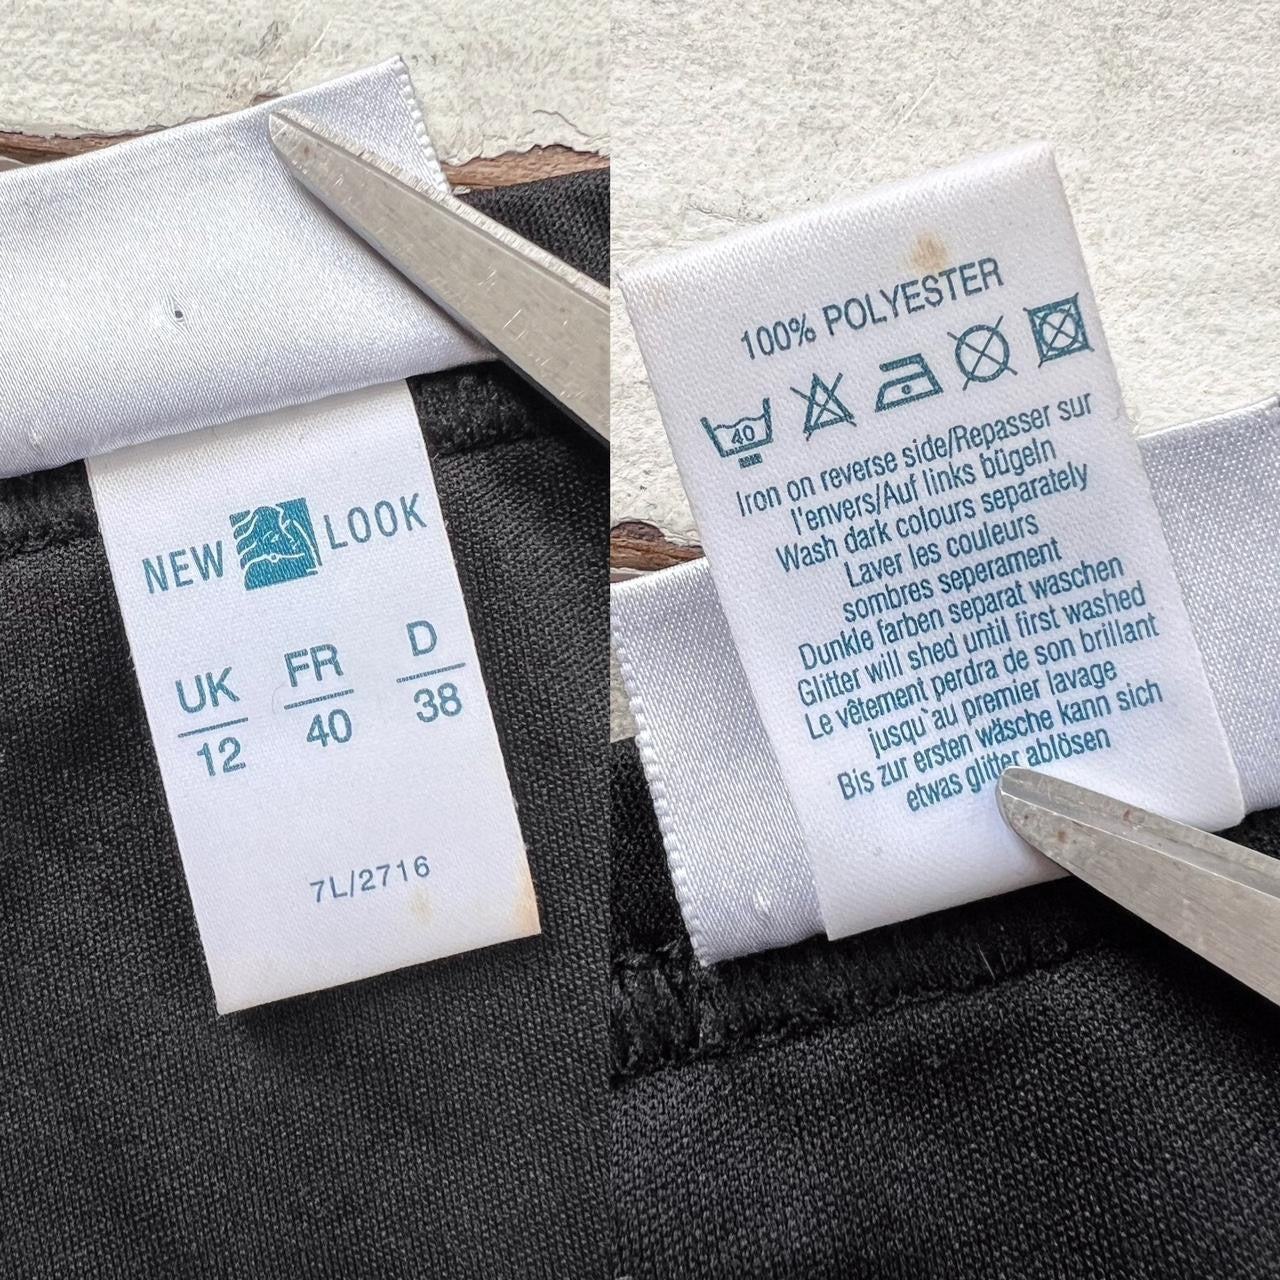 NEW LOOK
UK FR D
12 40 38
7L/2716
100% POLYESTER
40
Iron on reverse side/Repasser sur
l'envers/Auf links bügeln
Wash dark colours separately
Laver les couleurs
sombres seperament
Dunkle farben separat waschen
Glitter will shed until first washed
Le vêtement perdra de son brillant
jusqu`au premier lavage
Bis zur ersten wäsche kann sich
etwas glitter ablösen